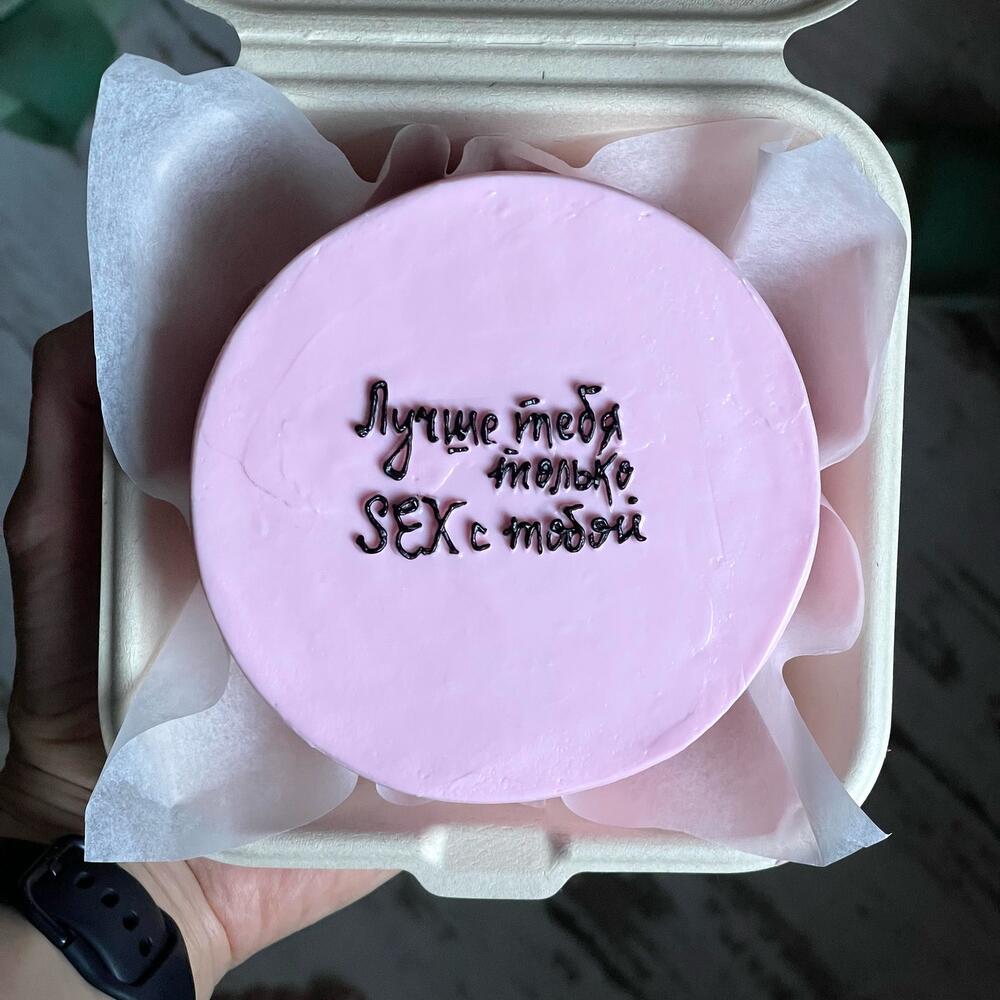 Лучше тебя
только
SEX с тобой